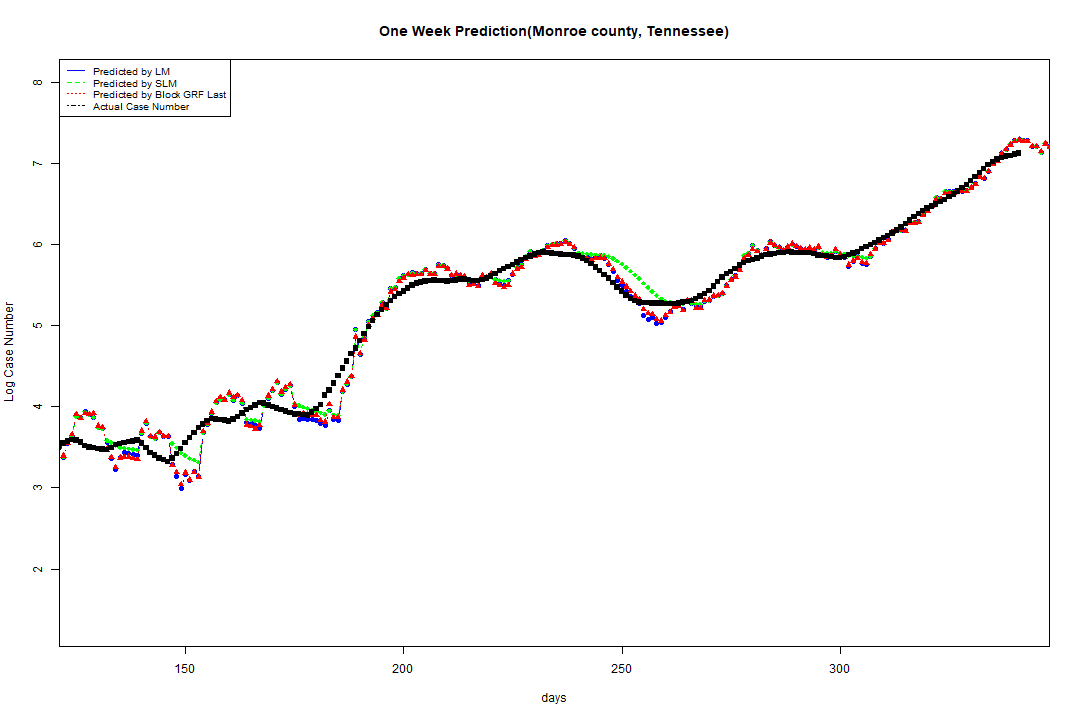 One Week Prediction(Monroe county, Tennessee)
Predicted by LM
Predicted by SLM
Predicted by Block GRF Last
Actual Case Number
8
7
6
5
4
3
2
Log Case Number
150 200 250 300
days